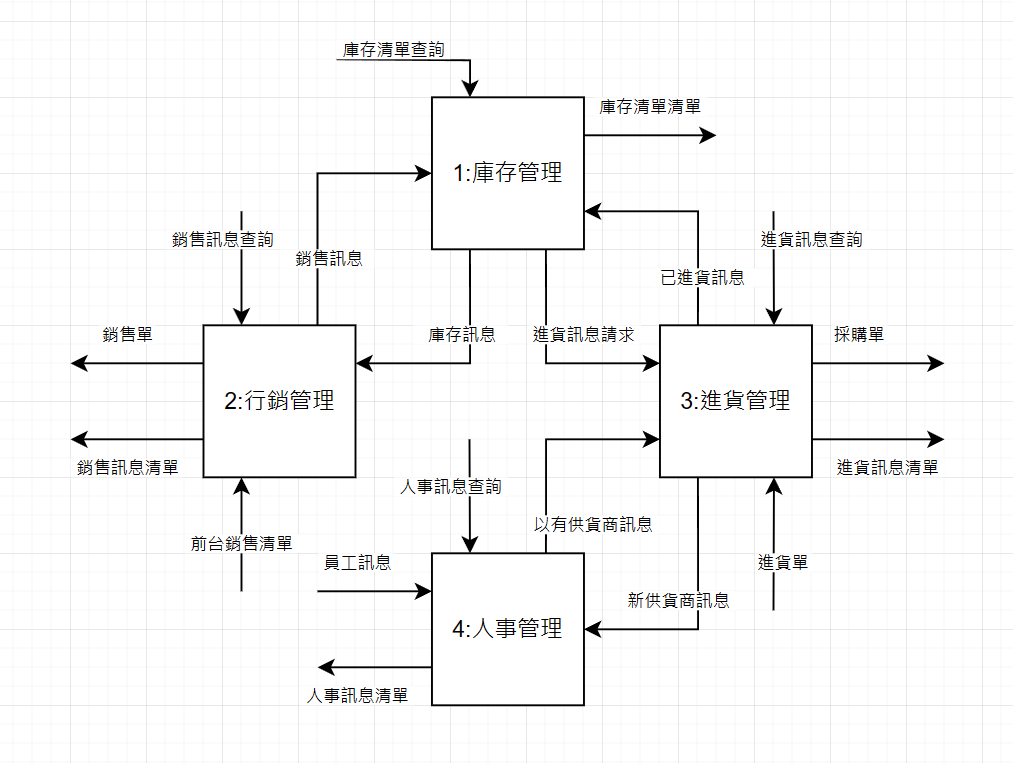 庫存清單查詢
庫存清單清單
1:庫存管理
銷售訊息查詢
進貨訊息查詢
銷售訊息
已進貨訊息
銷售單
庫存訊息
進貨訊息請求
採購單
2:行銷管理
3:進貨管理
銷售訊息清單
進貨訊息清單
人事訊息查詢
以有供貨商訊息
前台銷售清單
員工訊息
進貨單
新供貨商訊息
4:人事管理
人事訊息清單